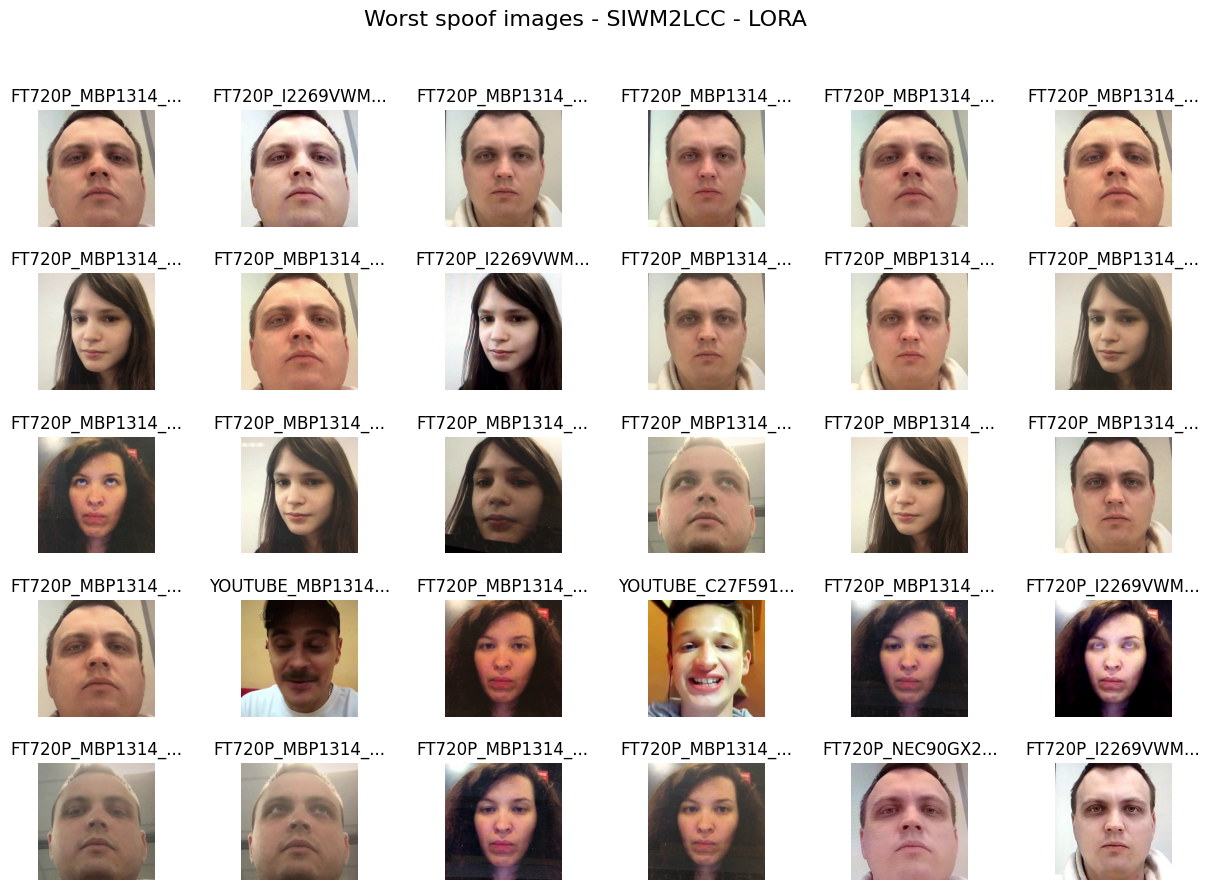 Worst spoof images - SIWM2LCC - LORA
FT720P_MBP1314_... FT720P_I2269VWM... FT720P_MBP1314_... FT720P_MBP1314_... FT720P_MBP1314_... FT720P_MBP1314_...
FT720P_MBP1314_... FT720P_MBP1314_... FT720P_I2269VWM... FT720P_MBP1314_... FT720P_MBP1314_... FT720P_MBP1314_...
FT720P_MBP1314_... FT720P_MBP1314_... FT720P_MBP1314_... FT720P_MBP1314_... FT720P_MBP1314_... FT720P_MBP1314_...
FT720P_MBP1314_... YOUTUBE_MBP1314... FT720P_MBP1314_... YOUTUBE_C27F591... FT720P_MBP1314_... FT720P_I2269VWM...
FT720P_MBP1314_... FT720P_MBP1314_... FT720P_MBP1314_... FT720P_MBP1314_... FT720P_NEC90GX2... FT720P_I2269VWM...